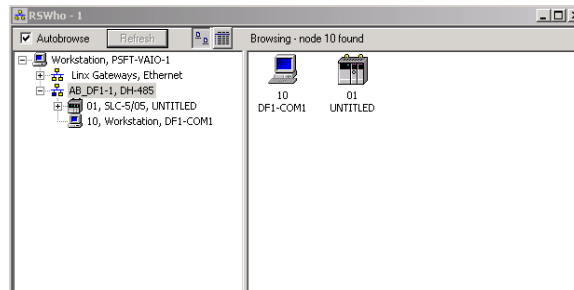 RSWho - 1
Autobrowse Refresh Browsing - node 10 found
Workstation, PSFT-VAIO-1
Linx Gateways, Ethernet
AB_DF1-1, DH-485
01, SLC-5/05, UNTITLED
10, Workstation, DF1-COM1
10 01
DF1-COM1 UNTITLED